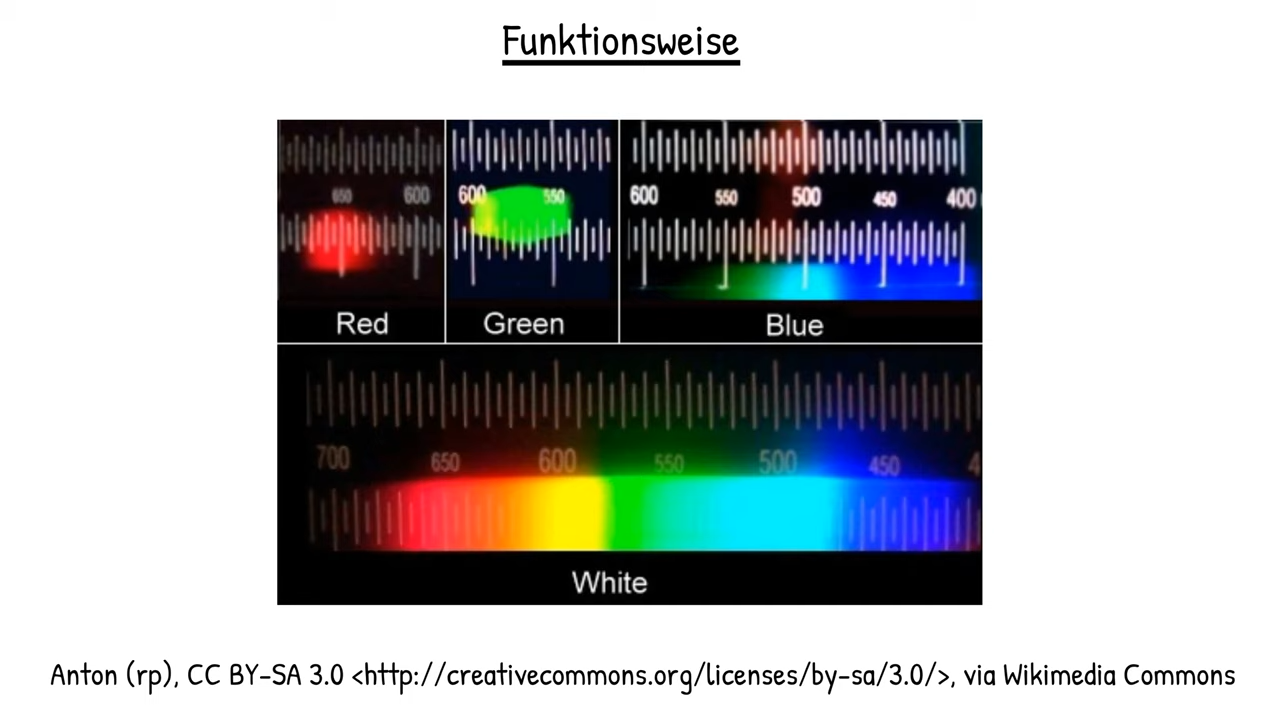 Funktionsweise
650 600
600 550
600 550 500 450 400
Red
Green
Blue
700 650 600 550 500 450 4
White
Anton (rp), CC BY-SA 3.0 <http://creativecommons.org/licenses/by-sa/3.0/>, via Wikimedia Commons